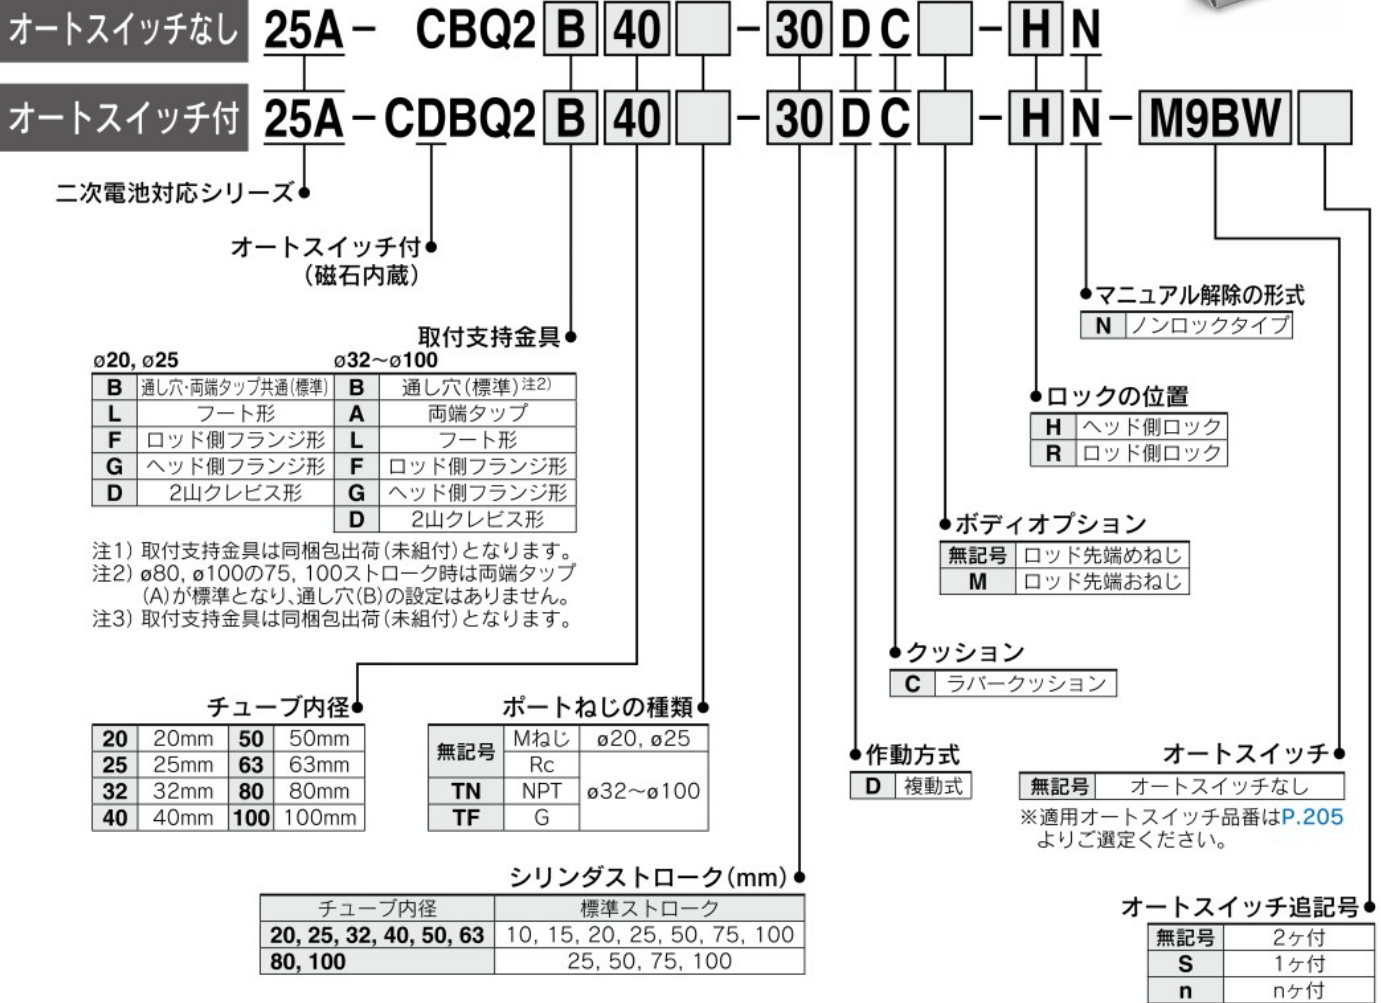 オートスイッチなし 25A− CBQ2 B 40 −30 D C −H N
オートスイッチ付 25A−CDBQ2 B 40 −30 D C −H N−M9BW
二次電池対応シリーズ
オートスイッチ付
(磁石内蔵)
取付支持金具
ø20, ø25 ø32～ø100
B 通し穴・両端タップ共通(標準) B 通し穴(標準)注2)
L フート形 A 両端タップ
F ロッド側フランジ形 L フート形
G ヘッド側フランジ形 F ロッド側フランジ形
D 2山クレビス形 G ヘッド側フランジ形
D 2山クレビス形
注1) 取付支持金具は同梱包出荷(未組付)となります。
注2) ø80, ø100の75, 100ストローク時は両端タップ
(A)が標準となり、通し穴(B)の設定はありません。
注3) 取付支持金具は同梱包出荷(未組付)となります。
マニュアル解除の形式
N ノンロックタイプ
ロックの位置
H ヘッド側ロック
R ロッド側ロック
ボディオプション
無記号 ロッド先端めねじ
M ロッド先端おねじ
クッション
C ラバークッション
チューブ内径
20 20mm 50 50mm
25 25mm 63 63mm
32 32mm 80 80mm
40 40mm 100 100mm
ポートねじの種類
無記号 Mねじ ø20, ø25
Rc
TN NPT ø32～ø100
TF G
作動方式
D 複動式
オートスイッチ
無記号 オートスイッチなし
※適用オートスイッチ品番はP.205
よりご選定ください。
シリンダストローク(mm)
チューブ内径 標準ストローク
20, 25, 32, 40, 50, 63 10, 15, 20, 25, 50, 75, 100
80, 100 25, 50, 75, 100
オートスイッチ追記号
無記号 2ヶ付
S 1ヶ付
n nヶ付